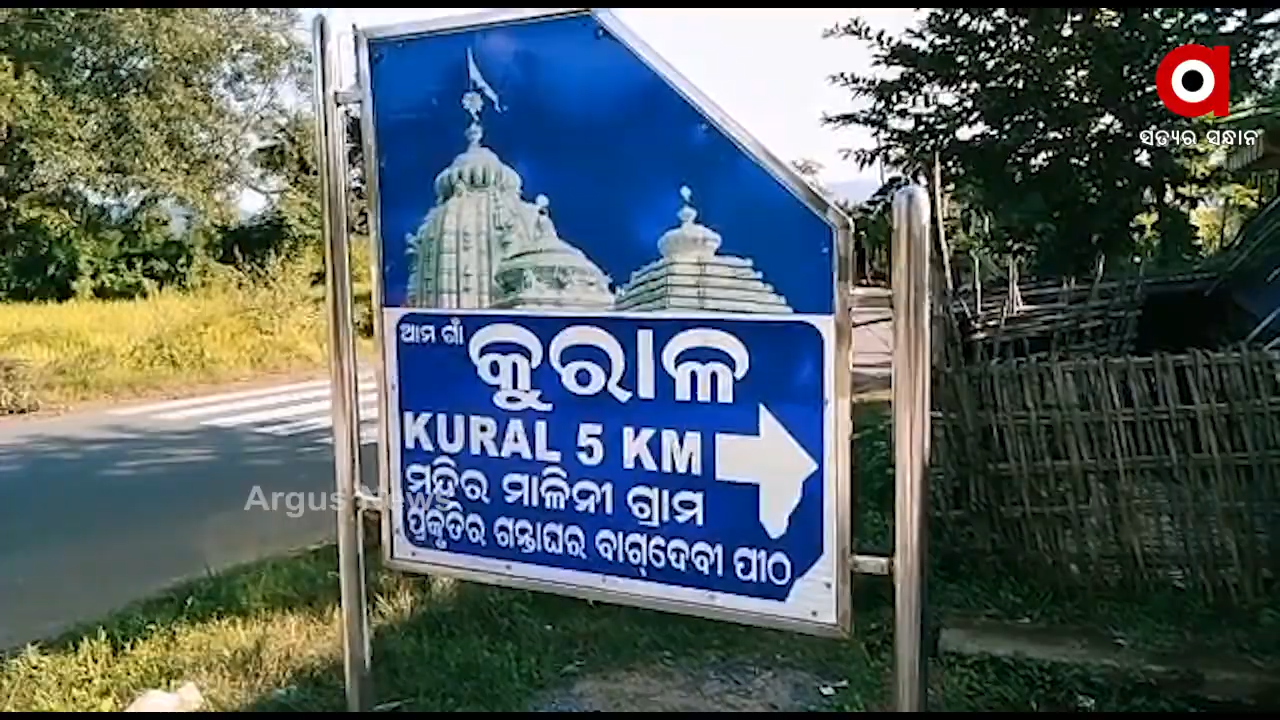 ସତ୍ୟର ସନ୍ଧାନ
ଆମ ଗାଁ କୁରାଳ
KURAL 5 KM
ମନ୍ଦିର ମାଳିନୀ ଗ୍ରାମ
ପ୍ରକୃତିର ଗନ୍ତାଘର ବାଗ୍‌ଦେବୀ ପୀଠ
Argus News